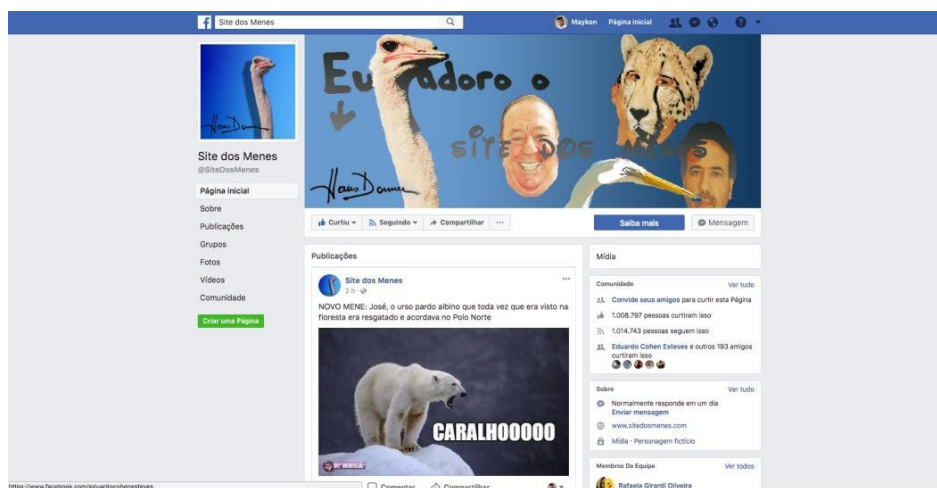 Site dos Menes
Maykon Página inicial
Eu adoro o
SITE DOS MENES
Hans Donner
Hans Donner
Site dos Menes
@SiteDosMenes
Página inicial
Sobre
Publicações
Grupos
Fotos
Vídeos
Comunidade
Criar uma Página
Curtiu
Seguindo
Compartilhar
Saiba mais
Mensagem
Publicações
Site dos Menes
2 h
NOVO MENE: José, o urso pardo albino que toda vez que era visto na
floresta era resgatado e acordava no Polo Norte
CARALHOOOOO
Comentar
Compartilhar
Mídia
Comunidade Ver tudo
Convide seus amigos para curtir esta Página
1.008.797 pessoas curtiram isso
1.014.743 pessoas seguem isso
Eduardo Cohen Esteves e outros 193 amigos
curtiram isso
Sobre Ver tudo
Normalmente responde em um dia
Enviar mensagem
www.sitedosmenes.com
Mídia · Personagem fictício
Membros Da Equipe Ver todos
Rafaela Girardi Oliveira
https://www.facebook.com/eduardocohenesteves